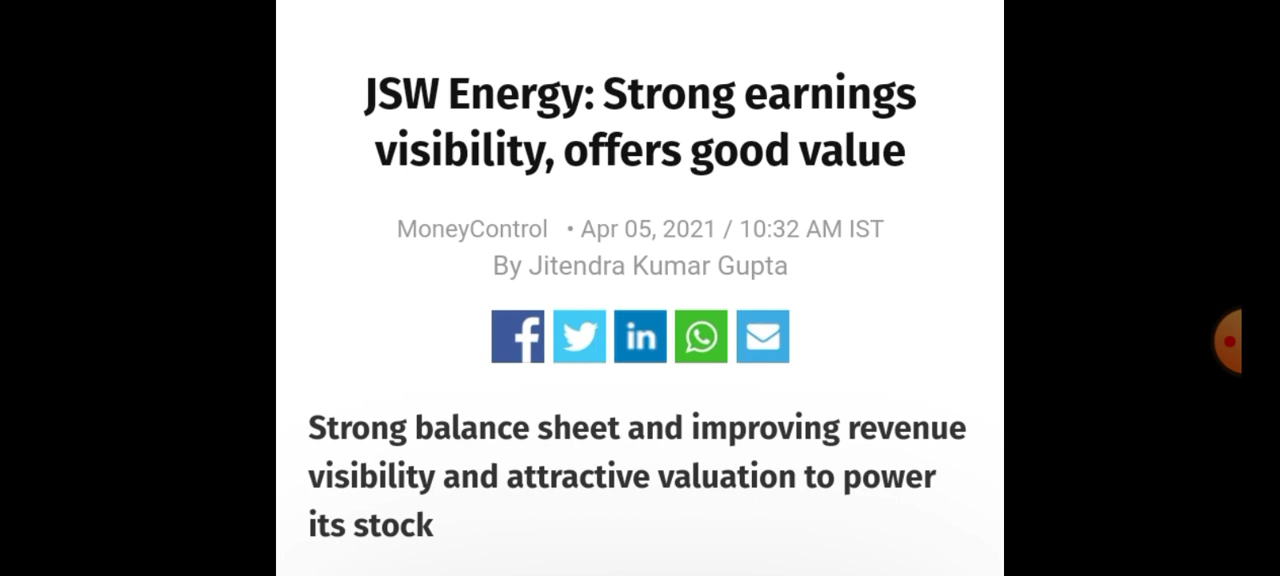 JSW Energy: Strong earnings
visibility, offers good value
MoneyControl • Apr 05, 2021 / 10:32 AM IST
By Jitendra Kumar Gupta
f in
Strong balance sheet and improving revenue
visibility and attractive valuation to power
its stock